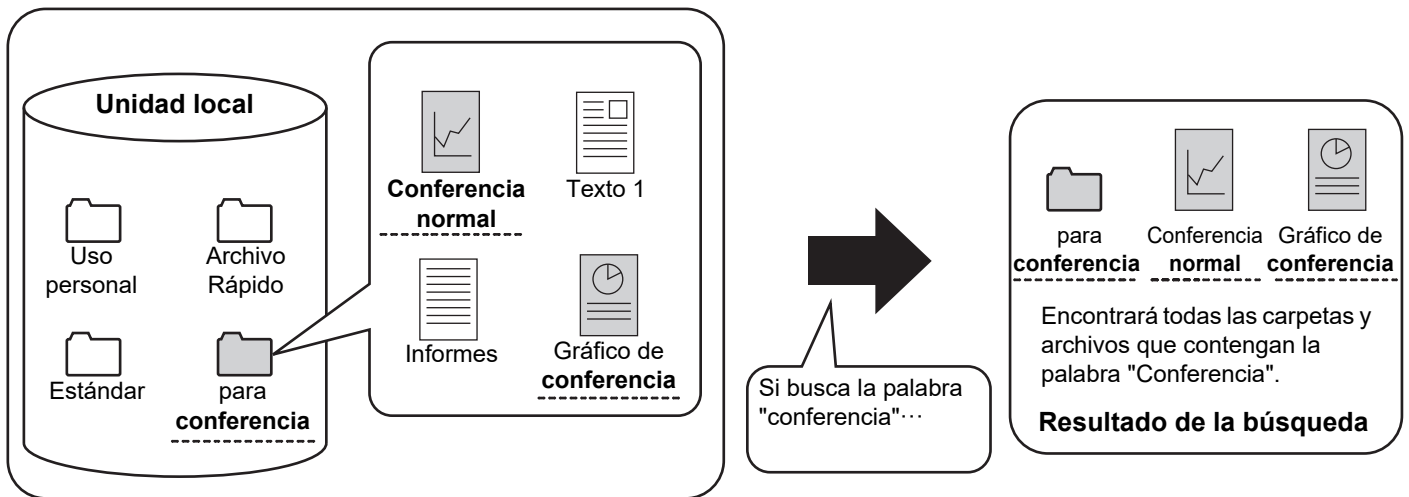 Unidad local
Uso
personal
Archivo
Rápido
Estándar
para
conferencia
Conferencia
normal
Texto 1
Informes
Gráfico de
conferencia
Si busca la palabra
"conferencia"···
para
conferencia
Conferencia
normal
Gráfico de
conferencia
Encontrará todas las carpetas y
archivos que contengan la
palabra "Conferencia".
Resultado de la búsqueda